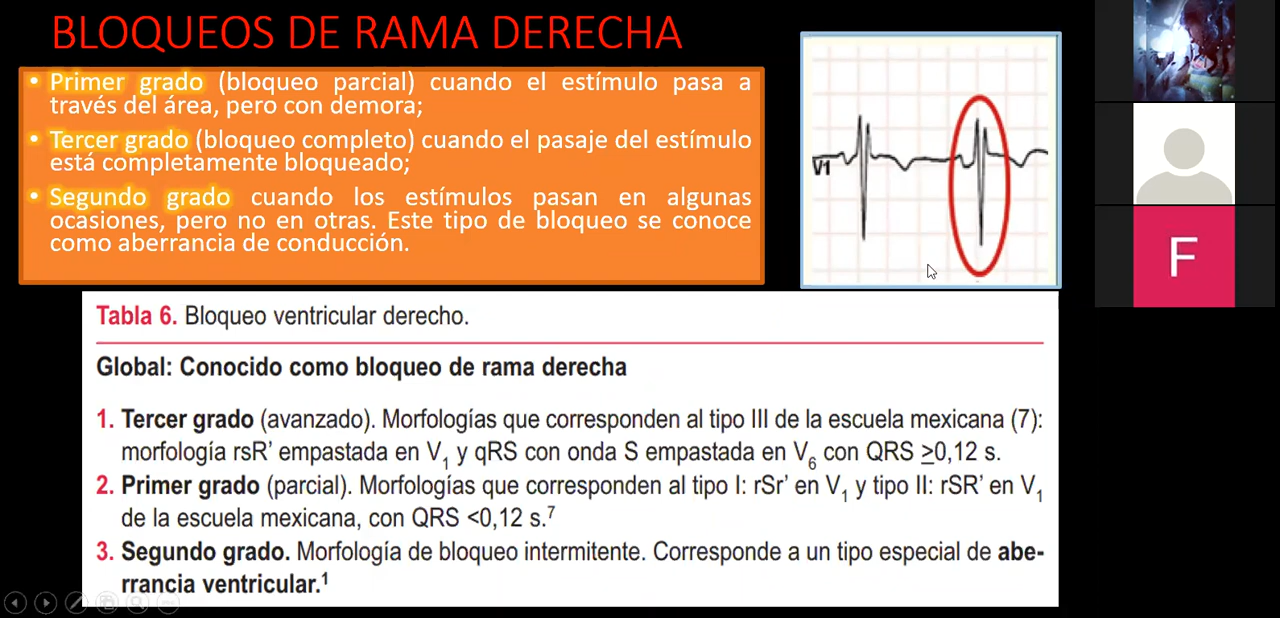 BLOQUEOS DE RAMA DERECHA
• Primer grado (bloqueo parcial) cuando el estímulo pasa a
través del área, pero con demora;
• Tercer grado (bloqueo completo) cuando el pasaje del estímulo
está completamente bloqueado;
• Segundo grado cuando los estímulos pasan en algunas
ocasiones, pero no en otras. Este tipo de bloqueo se conoce
como aberrancia de conducción.
V1
F
Tabla 6. Bloqueo ventricular derecho.
Global: Conocido como bloqueo de rama derecha
1. Tercer grado (avanzado). Morfologías que corresponden al tipo III de la escuela mexicana (7):
morfología rsR’ empastada en V1 y qRS con onda S empastada en V6 con QRS ≥0,12 s.
2. Primer grado (parcial). Morfologías que corresponden al tipo I: rSr’ en V1 y tipo II: rSR’ en V1
de la escuela mexicana, con QRS <0,12 s.7
3. Segundo grado. Morfología de bloqueo intermitente. Corresponde a un tipo especial de abe-
rrancia ventricular.1